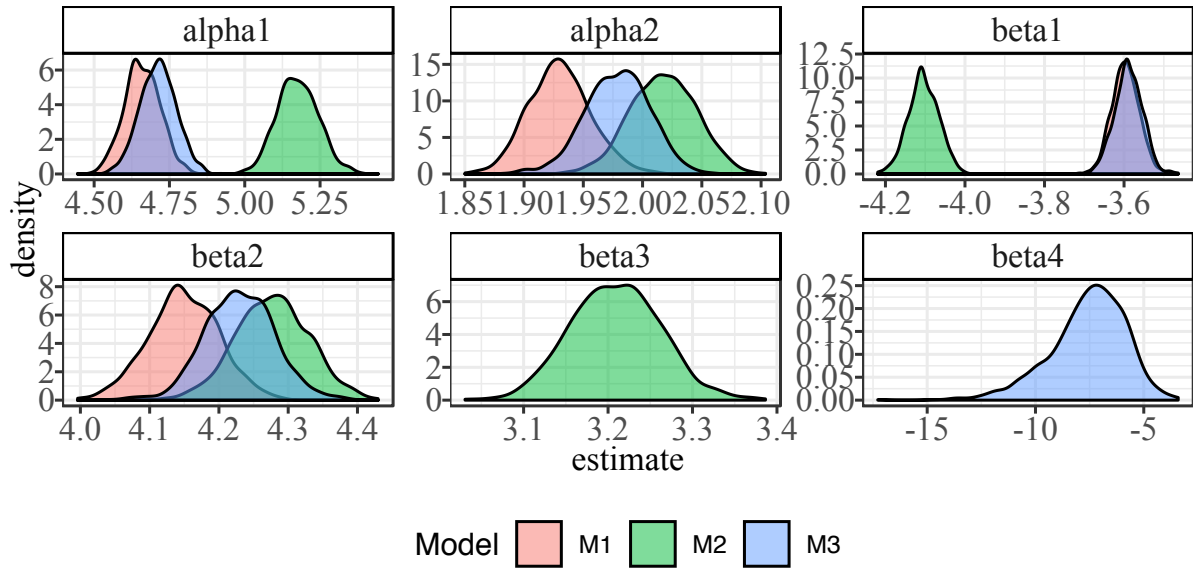 alpha1
alpha2
beta1
6
4
2
0
4.50 4.75 5.00 5.25
15
10
5
0
1.85 1.90 1.95 2.00 2.05 2.10
12.5
10.0
7.5
5.0
2.5
0.0
-4.2 -4.0 -3.8 -3.6
density
beta2
beta3
beta4
8
6
4
2
0
4.0 4.1 4.2 4.3 4.4
6
4
2
0
3.1 3.2 3.3 3.4
0.25
0.20
0.15
0.10
0.05
0.00
-15 -10 -5
estimate
Model M1 M2 M3